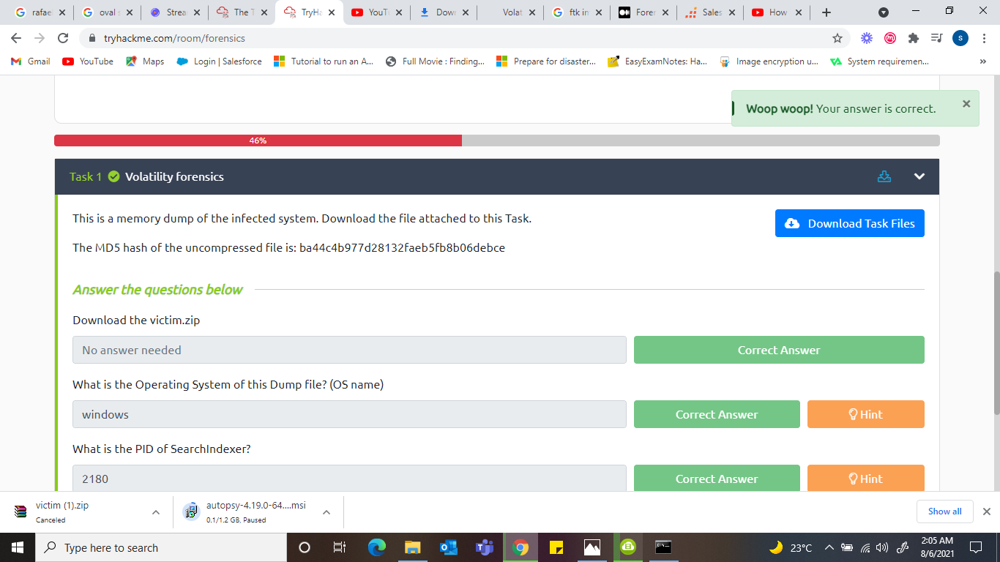 rafae
oval s
Strea
The T
TryHa
YouTu
Down
Volat
ftk in
Foren
Sales
How
tryhackme.com/room/forensics
S
Gmail
YouTube
Maps
Login | Salesforce
Tutorial to run an A...
Full Movie : Finding...
Prepare for disaster...
EasyExamNotes: Ha...
Image encryption u...
System requiremen...
»
Woop woop! Your answer is correct.
46%
Task 1 Volatility forensics
This is a memory dump of the infected system. Download the file attached to this Task.
Download Task Files
The MD5 hash of the uncompressed file is: ba44c4b977d28132faeb5fb8b06debce
Answer the questions below
Download the victim.zip
No answer needed
Correct Answer
What is the Operating System of this Dump file? (OS name)
windows
Correct Answer
Hint
What is the PID of SearchIndexer?
2180
Correct Answer
Hint
victim (1).zip
Canceled
autopsy-4.19.0-64....msi
0.1/1.2 GB, Paused
Show all
Type here to search
23°C
2:05 AM
8/6/2021